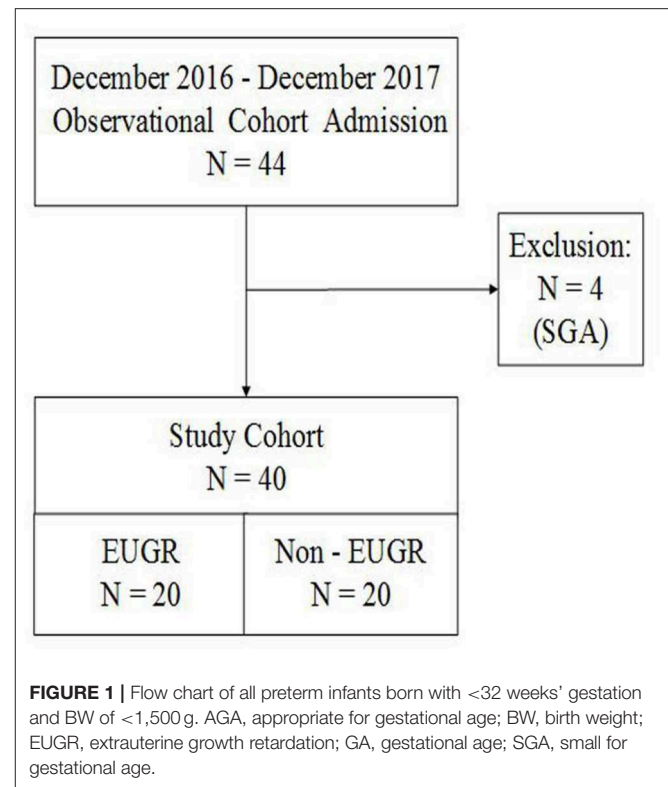 December 2016 - December 2017
Observational Cohort Admission
N = 44
Exclusion:
N = 4
(SGA)
Study Cohort
N = 40
EUGR
N = 20
Non - EUGR
N = 20
FIGURE 1 | Flow chart of all preterm infants born with <32 weeks' gestation
and BW of <1,500 g. AGA, appropriate for gestational age; BW, birth weight;
EUGR, extrauterine growth retardation; GA, gestational age; SGA, small for
gestational age.